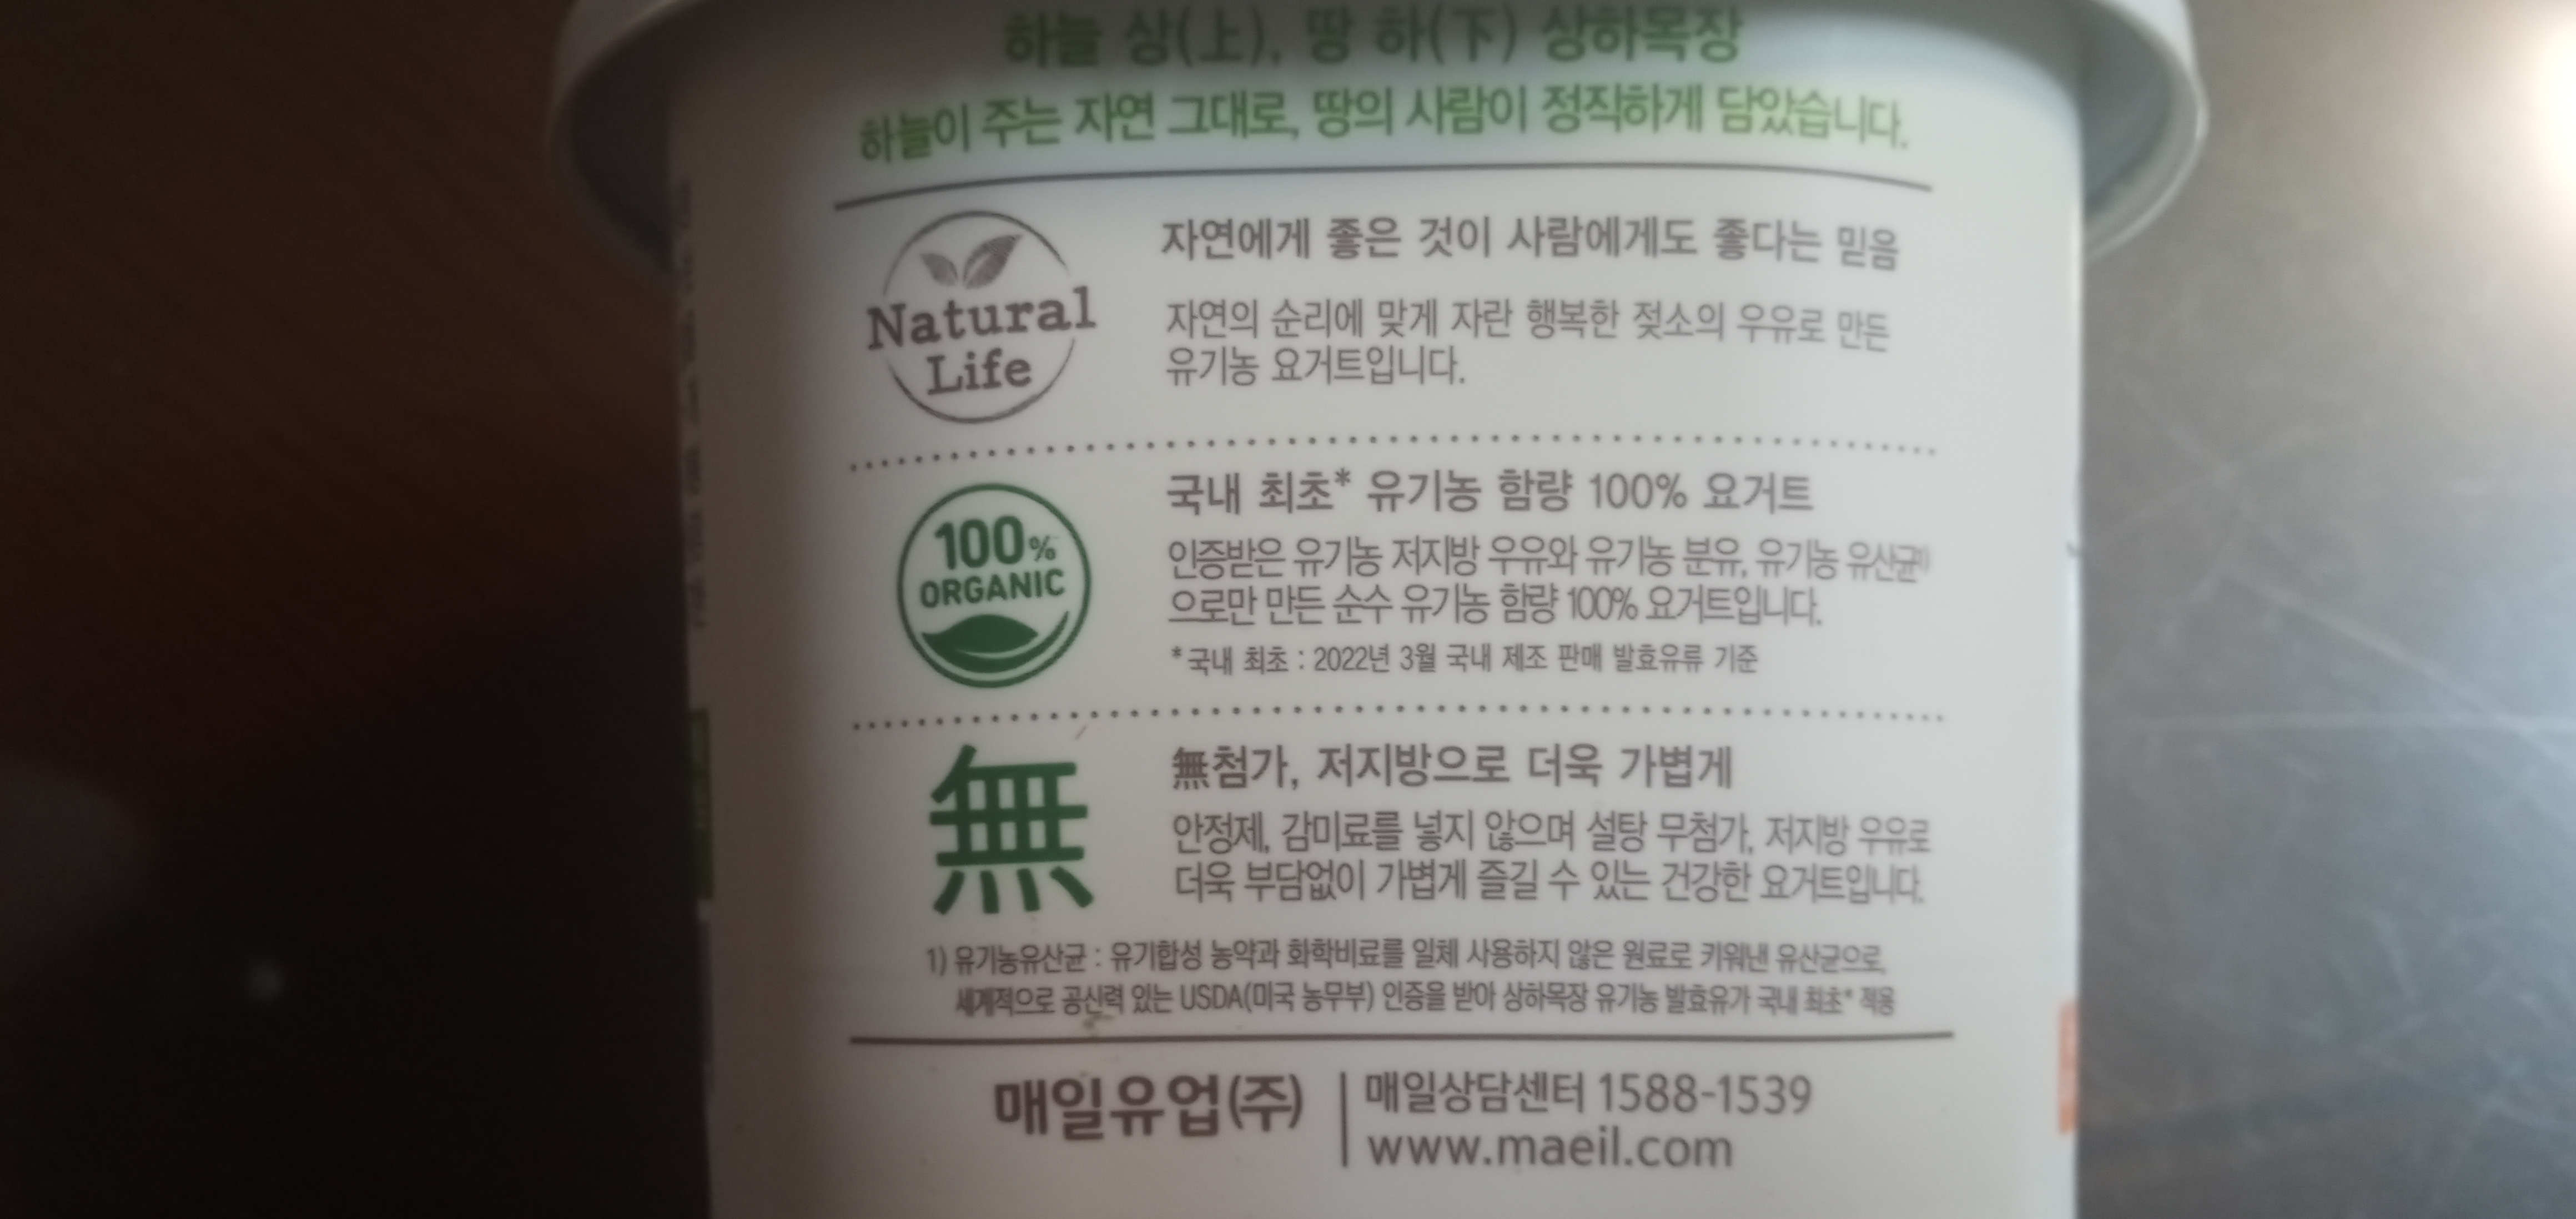 하늘 상(上), 땅 하(下) 상하목장
하늘이 주는 자연 그대로, 땅의 사람이 정직하게 담았습니다.
Natural
Life
자연에게 좋은 것이 사람에게도 좋다는 믿음
자연의 순리에 맞게 자란 행복한 젖소의 우유로 만든
유기농 요거트입니다.
100%
ORGANIC
국내 최초* 유기농 함량 100% 요거트
인증받은 유기농 저지방 우유와 유기농 분유, 유기농 유산균1)
으로만 만든 순수 유기농 함량 100% 요거트입니다.
*국내 최초 : 2022년 3월 국내 제조 판매 발효유류 기준
無
無첨가, 저지방으로 더욱 가볍게
안정제, 감미료를 넣지 않으며 설탕 무첨가, 저지방 우유로
더욱 부담없이 가볍게 즐길 수 있는 건강한 요거트입니다.
1) 유기농유산균 : 유기합성 농약과 화학비료를 일체 사용하지 않은 원료로 키워낸 유산균으로,
세계적으로 공신력 있는 USDA(미국 농무부) 인증을 받아 상하목장 유기농 발효유가 국내 최초* 적용
매일유업(주)
매일상담센터 1588-1539
www.maeil.com